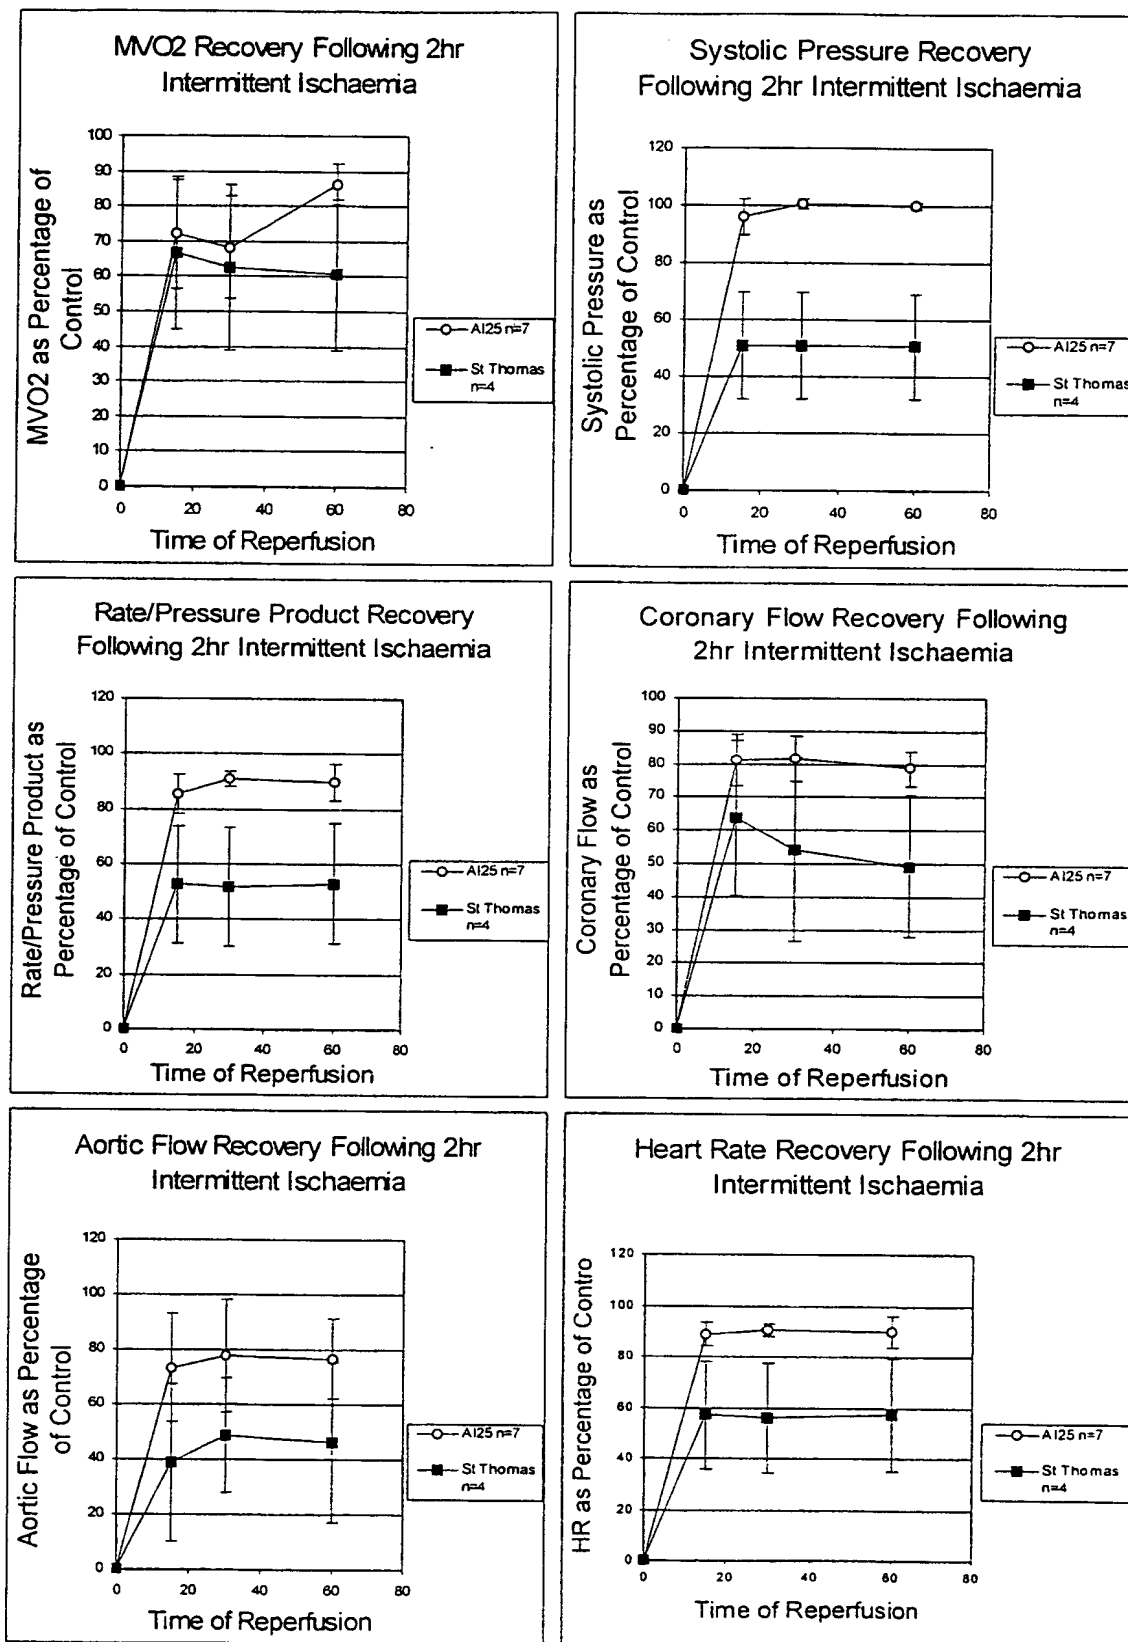 MVO2 Recovery Following 2hr
Intermittent Ischaemia
MVO2 as Percentage of
Control
100
90
80
70
60
50
40
30
20
10
0
0 20 40 60 80
Time of Reperfusion
AI25 n=7
St Thomas
n=4
Systolic Pressure Recovery
Following 2hr Intermittent Ischaemia
Systolic Pressure as
Percentage of Control
120
100
80
60
40
20
0
0 20 40 60 80
Time of Reperfusion
AI25 n=7
St Thomas
n=4
Rate/Pressure Product Recovery
Following 2hr Intermittent Ischaemia
Rate/Pressure Product as
Percentage of Control
120
100
80
60
40
20
0
0 20 40 60 80
Time of Reperfusion
AI25 n=7
St Thomas
n=4
Coronary Flow Recovery Following
2hr Intermittent Ischaemia
Coronary Flow as
Percentage of Control
100
90
80
70
60
50
40
30
20
10
0
0 20 40 60 80
Time of Reperfusion
AI25 n=7
St Thomas
n=4
Aortic Flow Recovery Following 2hr
Intermittent Ischaemia
Aortic Flow as Percentage
of Control
120
100
80
60
40
20
0
0 20 40 60 80
Time of Reperfusion
AI25 n=7
St Thomas
n=4
Heart Rate Recovery Following 2hr
Intermittent Ischaemia
HR as Percentage of Contro
120
100
80
60
40
20
0
0 20 40 60 80
Time of Reperfusion
AI25 n=7
St Thomas
n=4